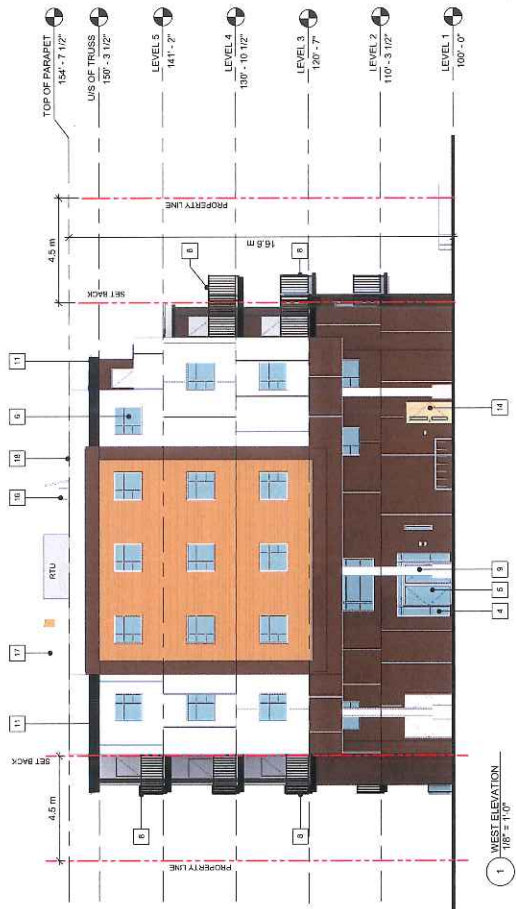 TOP OF PARAPET
154' - 7 1/2"
U/S OF TRUSS
150' - 3 1/2"
LEVEL 5
141' - 2"
LEVEL 4
130' - 10 1/2"
LEVEL 3
120' - 7"
LEVEL 2
110' - 3 1/2"
LEVEL 1
100' - 0"
4.5 m
PROPERTY LINE
16.6 m
SET BACK
8
8
11
6
18
16
RTU
17
11
14
9
5
4
SET BACK
4.5 m
8
8
PROPERTY LINE
1
WEST ELEVATION
1/8" = 1'-0"